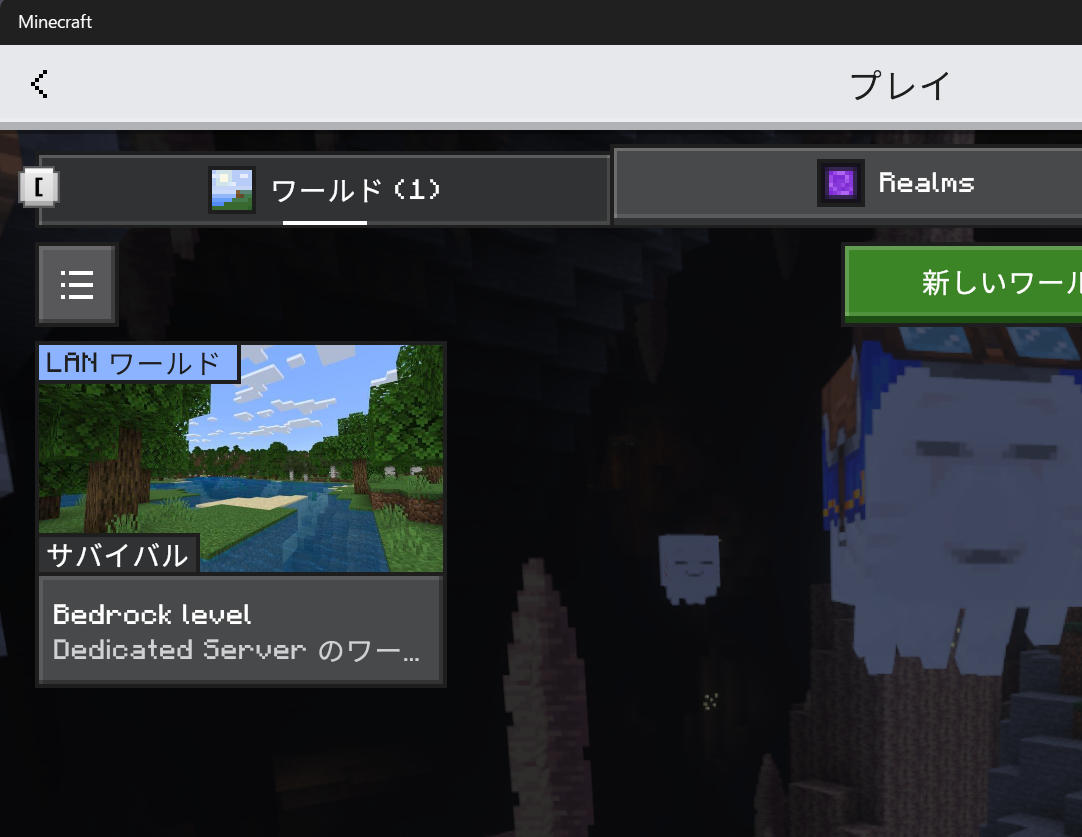 Minecraft
プレイ
[
ワールド (1)
Realms
新しいワー
LAN ワールド
サバイバル
Bedrock level
Dedicated Server のワー...